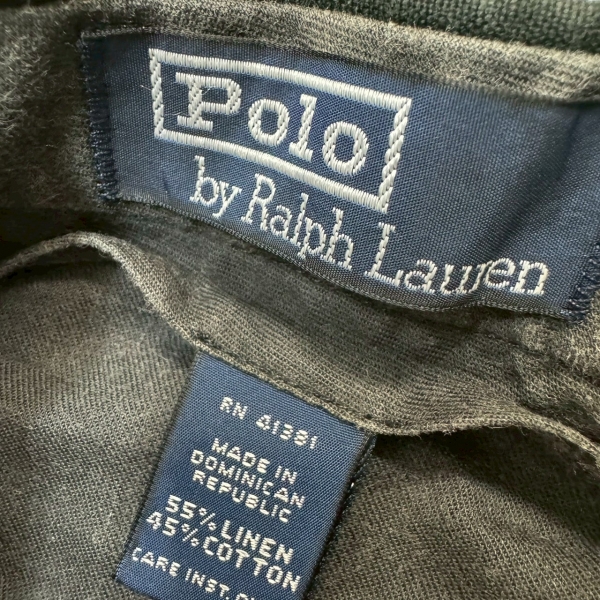 Polo
by Ralph Lauren
RN 41381
MADE IN
DOMINICAN
REPUBLIC
55% LINEN
45% COTTON
CARE INST.